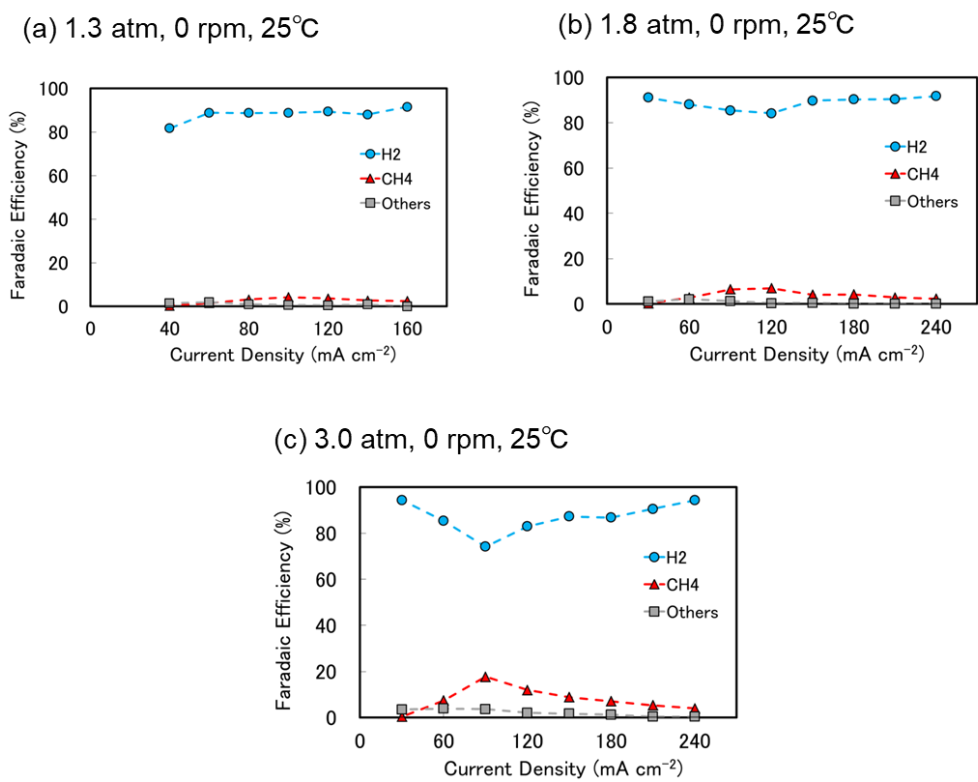 (a) 1.3 atm, 0 rpm, 25℃
Faradaic Efficiency (%)
100
80
60
40
20
0
H2
CH4
Others
0 40 80 120 160
Current Density (mA cm⁻²)
(b) 1.8 atm, 0 rpm, 25℃
Faradaic Efficiency (%)
100
80
60
40
20
0
H2
CH4
Others
0 60 120 180 240
Current Density (mA cm⁻²)
(c) 3.0 atm, 0 rpm, 25℃
Faradaic Efficiency (%)
100
80
60
40
20
0
H2
CH4
Others
0 60 120 180 240
Current Density (mA cm⁻²)